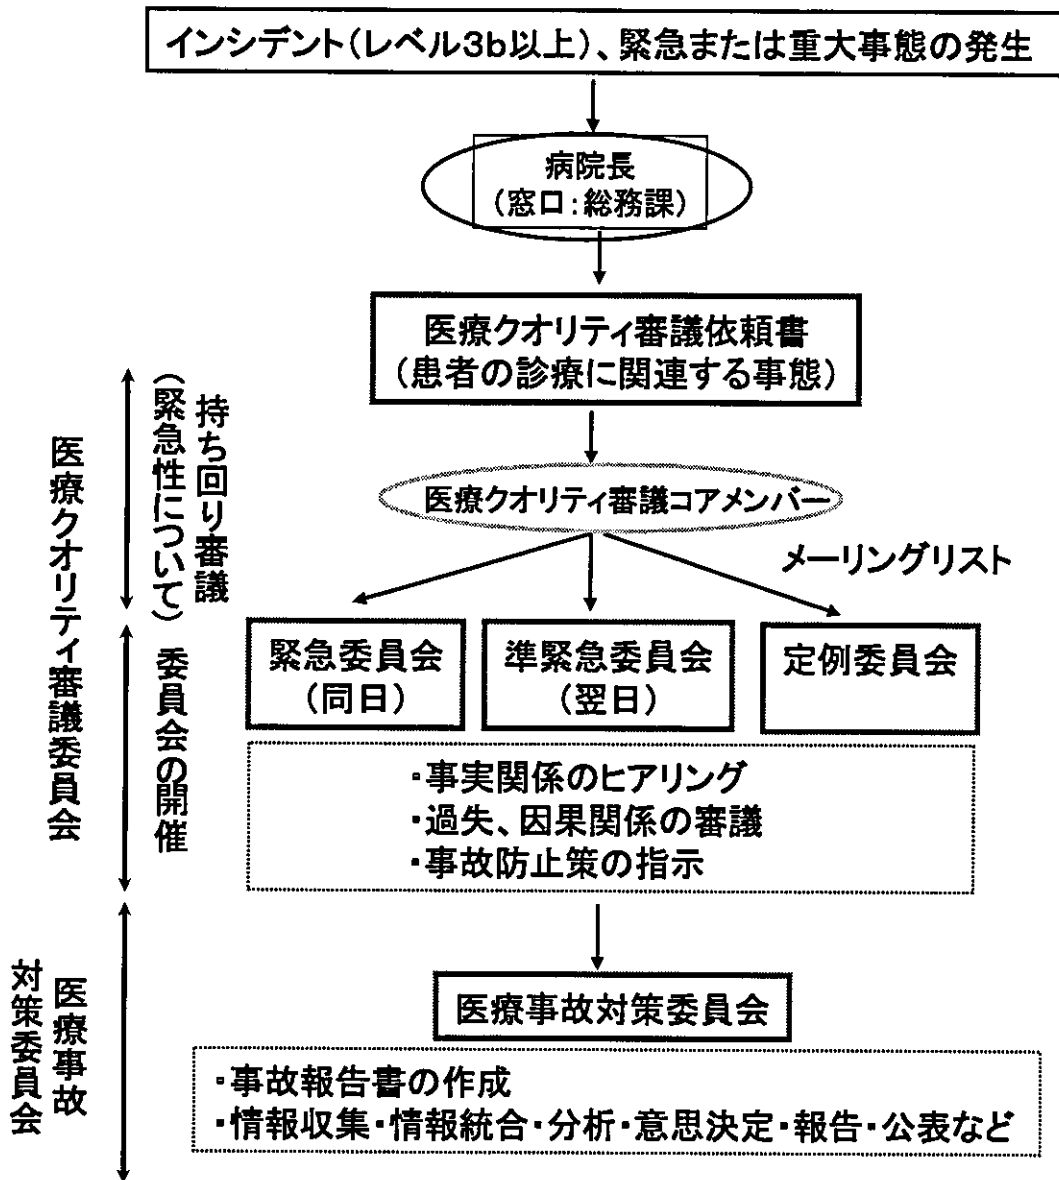 インシデント(レベル3b以上)、緊急または重大事態の発生
病院長
(窓口:総務課)
医療クオリティ審議依頼書
(患者の診療に関連する事態)
医療クオリティ審議コアメンバー
メーリングリスト
緊急委員会
(同日)
準緊急委員会
(翌日)
定例委員会
・事実関係のヒアリング
・過失、因果関係の審議
・事故防止策の指示
医療事故対策委員会
・事故報告書の作成
・情報収集・情報統合・分析・意思決定・報告・公表など
持ち回り審議
(緊急性について)
委員会の開催
医療クオリティ審議委員会
医療事故
対策委員会